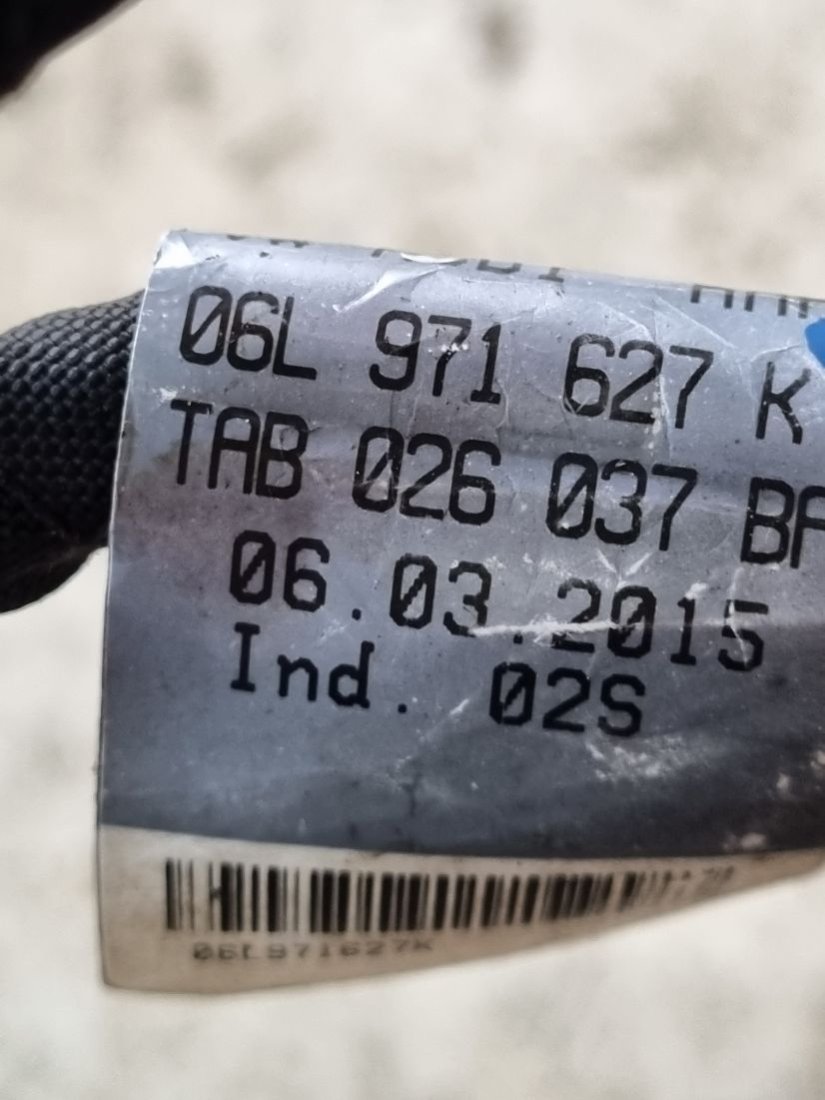 06L 971 627 K
TAB 026 037 BA
06.03.2015
Ind. 02S
06L971627K